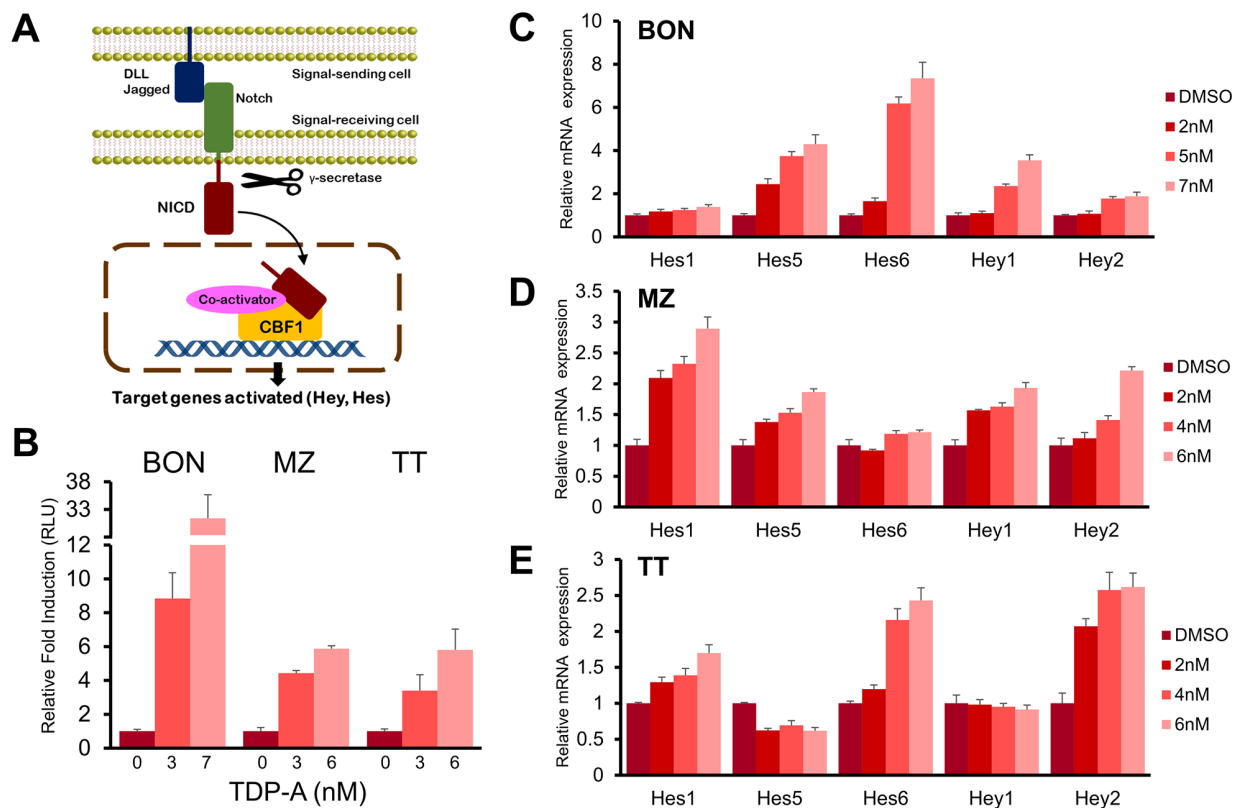 A
DLL
Jagged
Signal-sending cell
Notch
Signal-receiving cell
γ-secretase
NICD
Co-activator
CBF1
Target genes activated (Hey, Hes)
B
BON
MZ
TT
Relative Fold Induction (RLU)
38
33
12
10
8
6
4
2
0
0 3 7 0 3 6 0 3 6
TDP-A (nM)
C
BON
Relative mRNA expression
10
8
6
4
2
0
Hes1 Hes5 Hes6 Hey1 Hey2
DMSO
2nM
5nM
7nM
D
MZ
Relative mRNA expression
3.5
3
2.5
2
1.5
1
0.5
0
Hes1 Hes5 Hes6 Hey1 Hey2
DMSO
2nM
4nM
6nM
E
TT
Relative mRNA expression
3
2.5
2
1.5
1
0.5
0
Hes1 Hes5 Hes6 Hey1 Hey2
DMSO
2nM
4nM
6nM